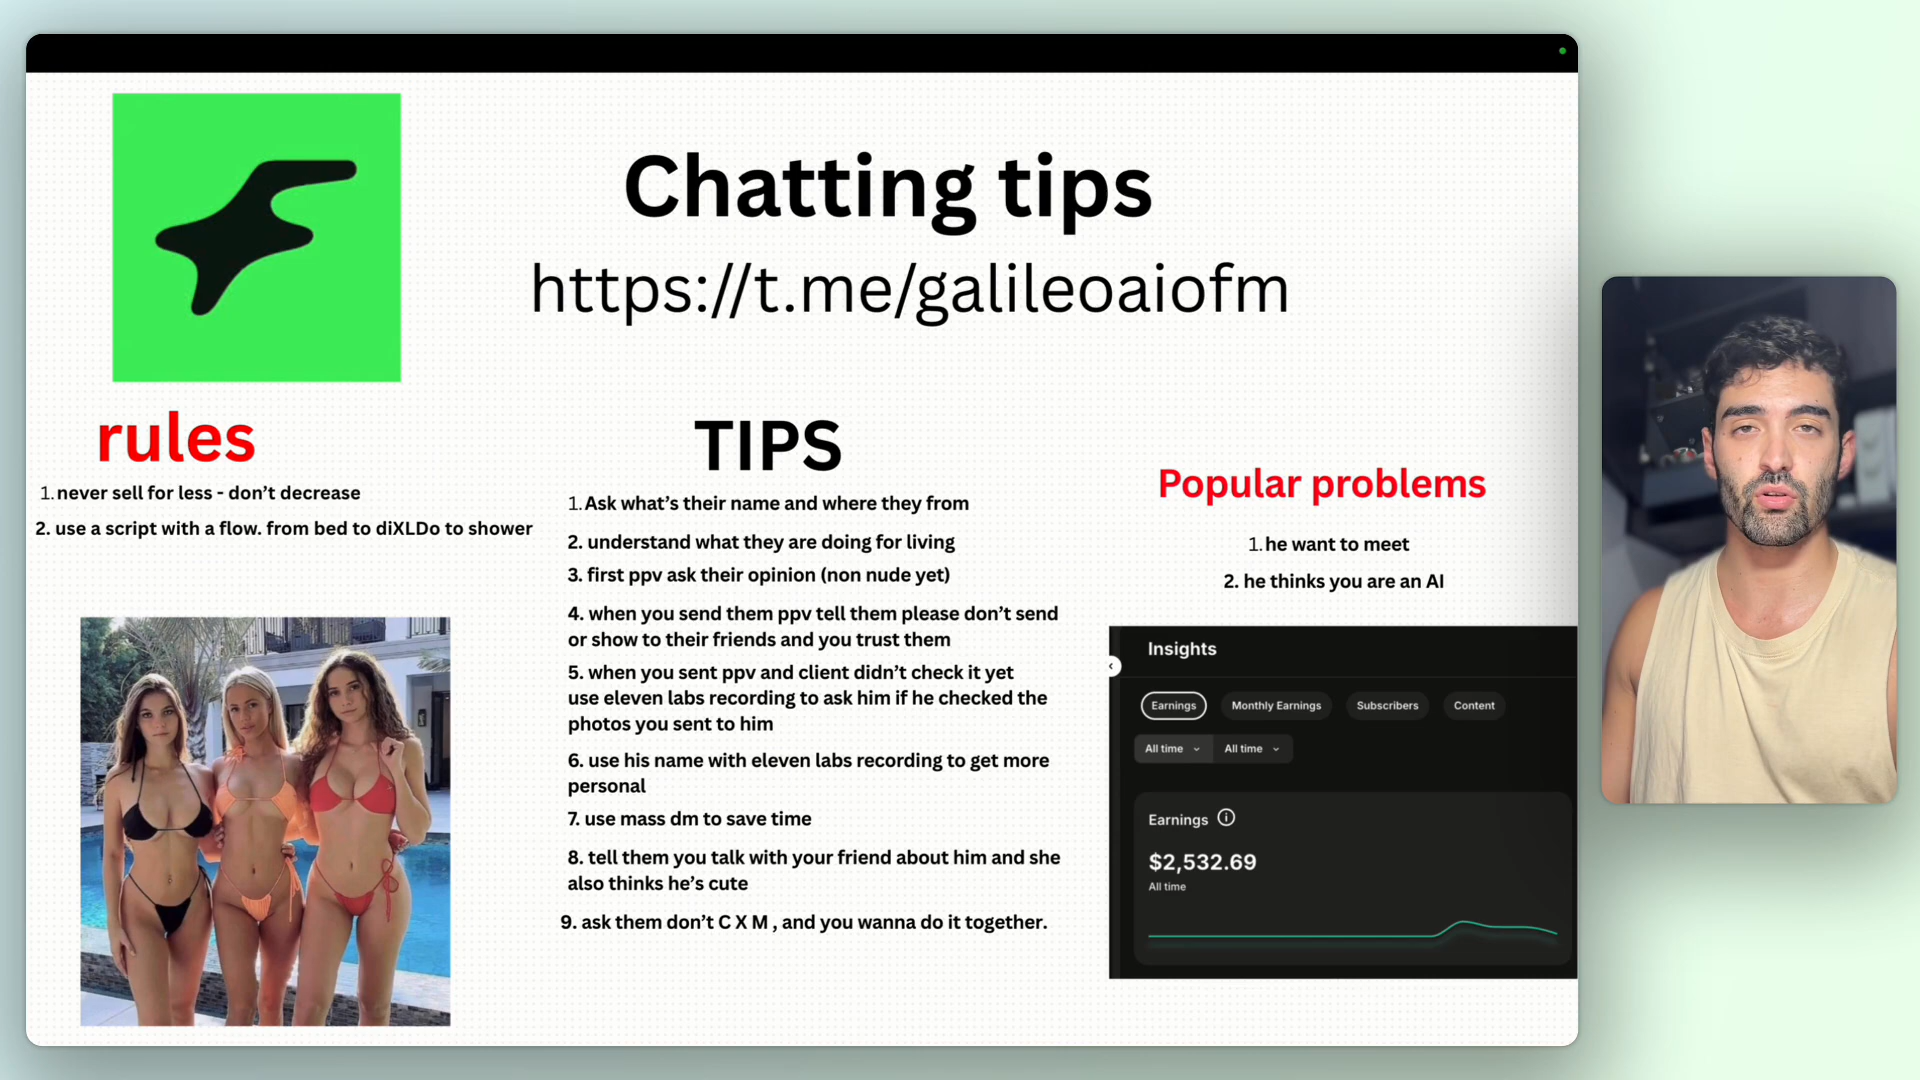 Chatting tips
https://t.me/galileoaiofm
rules
1. never sell for less - don't decrease
2. use a script with a flow. from bed to diXLDo to shower
TIPS
1. Ask what's their name and where they from
2. understand what they are doing for living
3. first ppv ask their opinion (non nude yet)
4. when you send them ppv tell them please don't send
or show to their friends and you trust them
5. when you sent ppv and client didn't check it yet
use eleven labs recording to ask him if he checked the
photos you sent to him
6. use his name with eleven labs recording to get more
personal
7. use mass dm to save time
8. tell them you talk with your friend about him and she
also thinks he's cute
9. ask them don't C X M , and you wanna do it together.
Popular problems
1. he want to meet
2. he thinks you are an AI
Insights
Earnings Monthly Earnings Subscribers Content
All time All time
Earnings
$2,532.69
All time